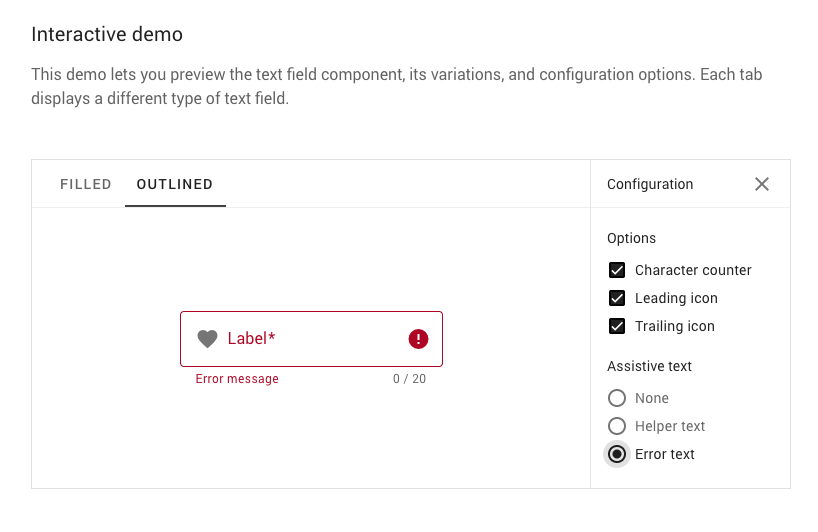 Interactive demo
This demo lets you preview the text field component, its variations, and configuration options. Each tab
displays a different type of text field.
FILLED OUTLINED
Configuration
Label*
Error message 0 / 20
Options
Character counter
Leading icon
Trailing icon
Assistive text
None
Helper text
Error text